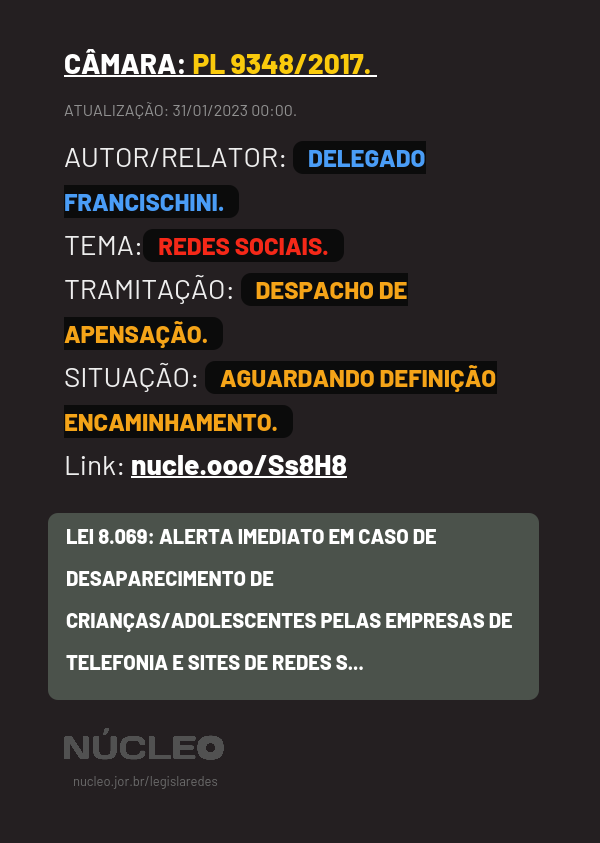 CÂMARA: PL 9348/2017.
ATUALIZAÇÃO: 31/01/2023 00:00.
AUTOR/RELATOR: DELEGADO
FRANCISCHINI.
TEMA: REDES SOCIAIS.
TRAMITAÇÃO: DESPACHO DE
APENSAÇÃO.
SITUAÇÃO: AGUARDANDO DEFINIÇÃO
ENCAMINHAMENTO.
Link: nucle.ooo/Ss8H8
LEI 8.069: ALERTA IMEDIATO EM CASO DE
DESAPARECIMENTO DE
CRIANÇAS/ADOLESCENTES PELAS EMPRESAS DE
TELEFONIA E SITES DE REDES S...
NÚCLEO
nucleo.jor.br/legislaredes